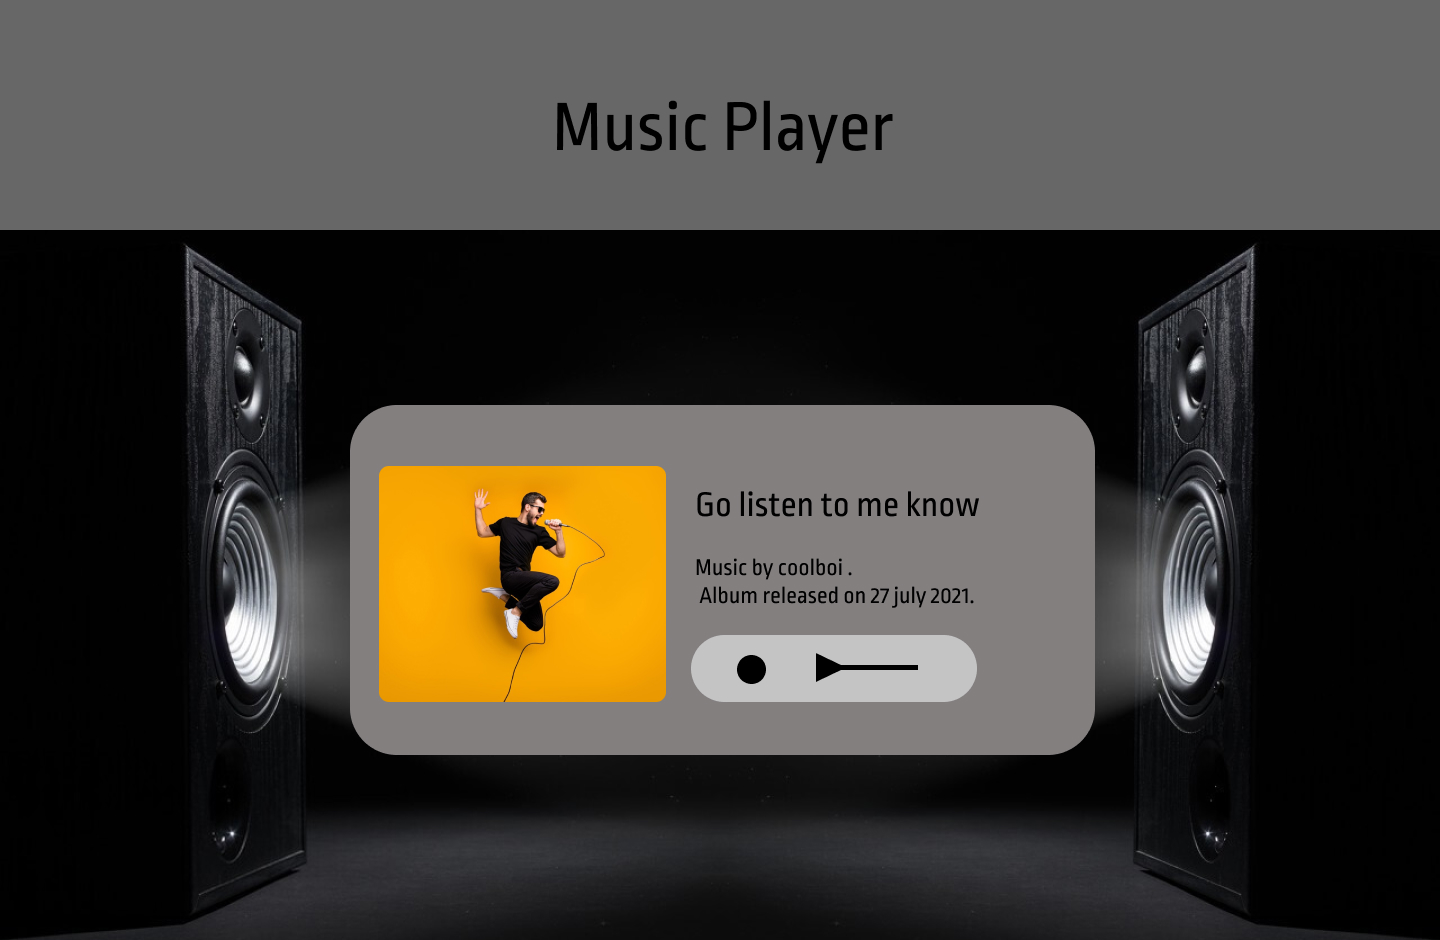 Music Player
Go listen to me know
Music by coolboi .
Album released on 27 july 2021.